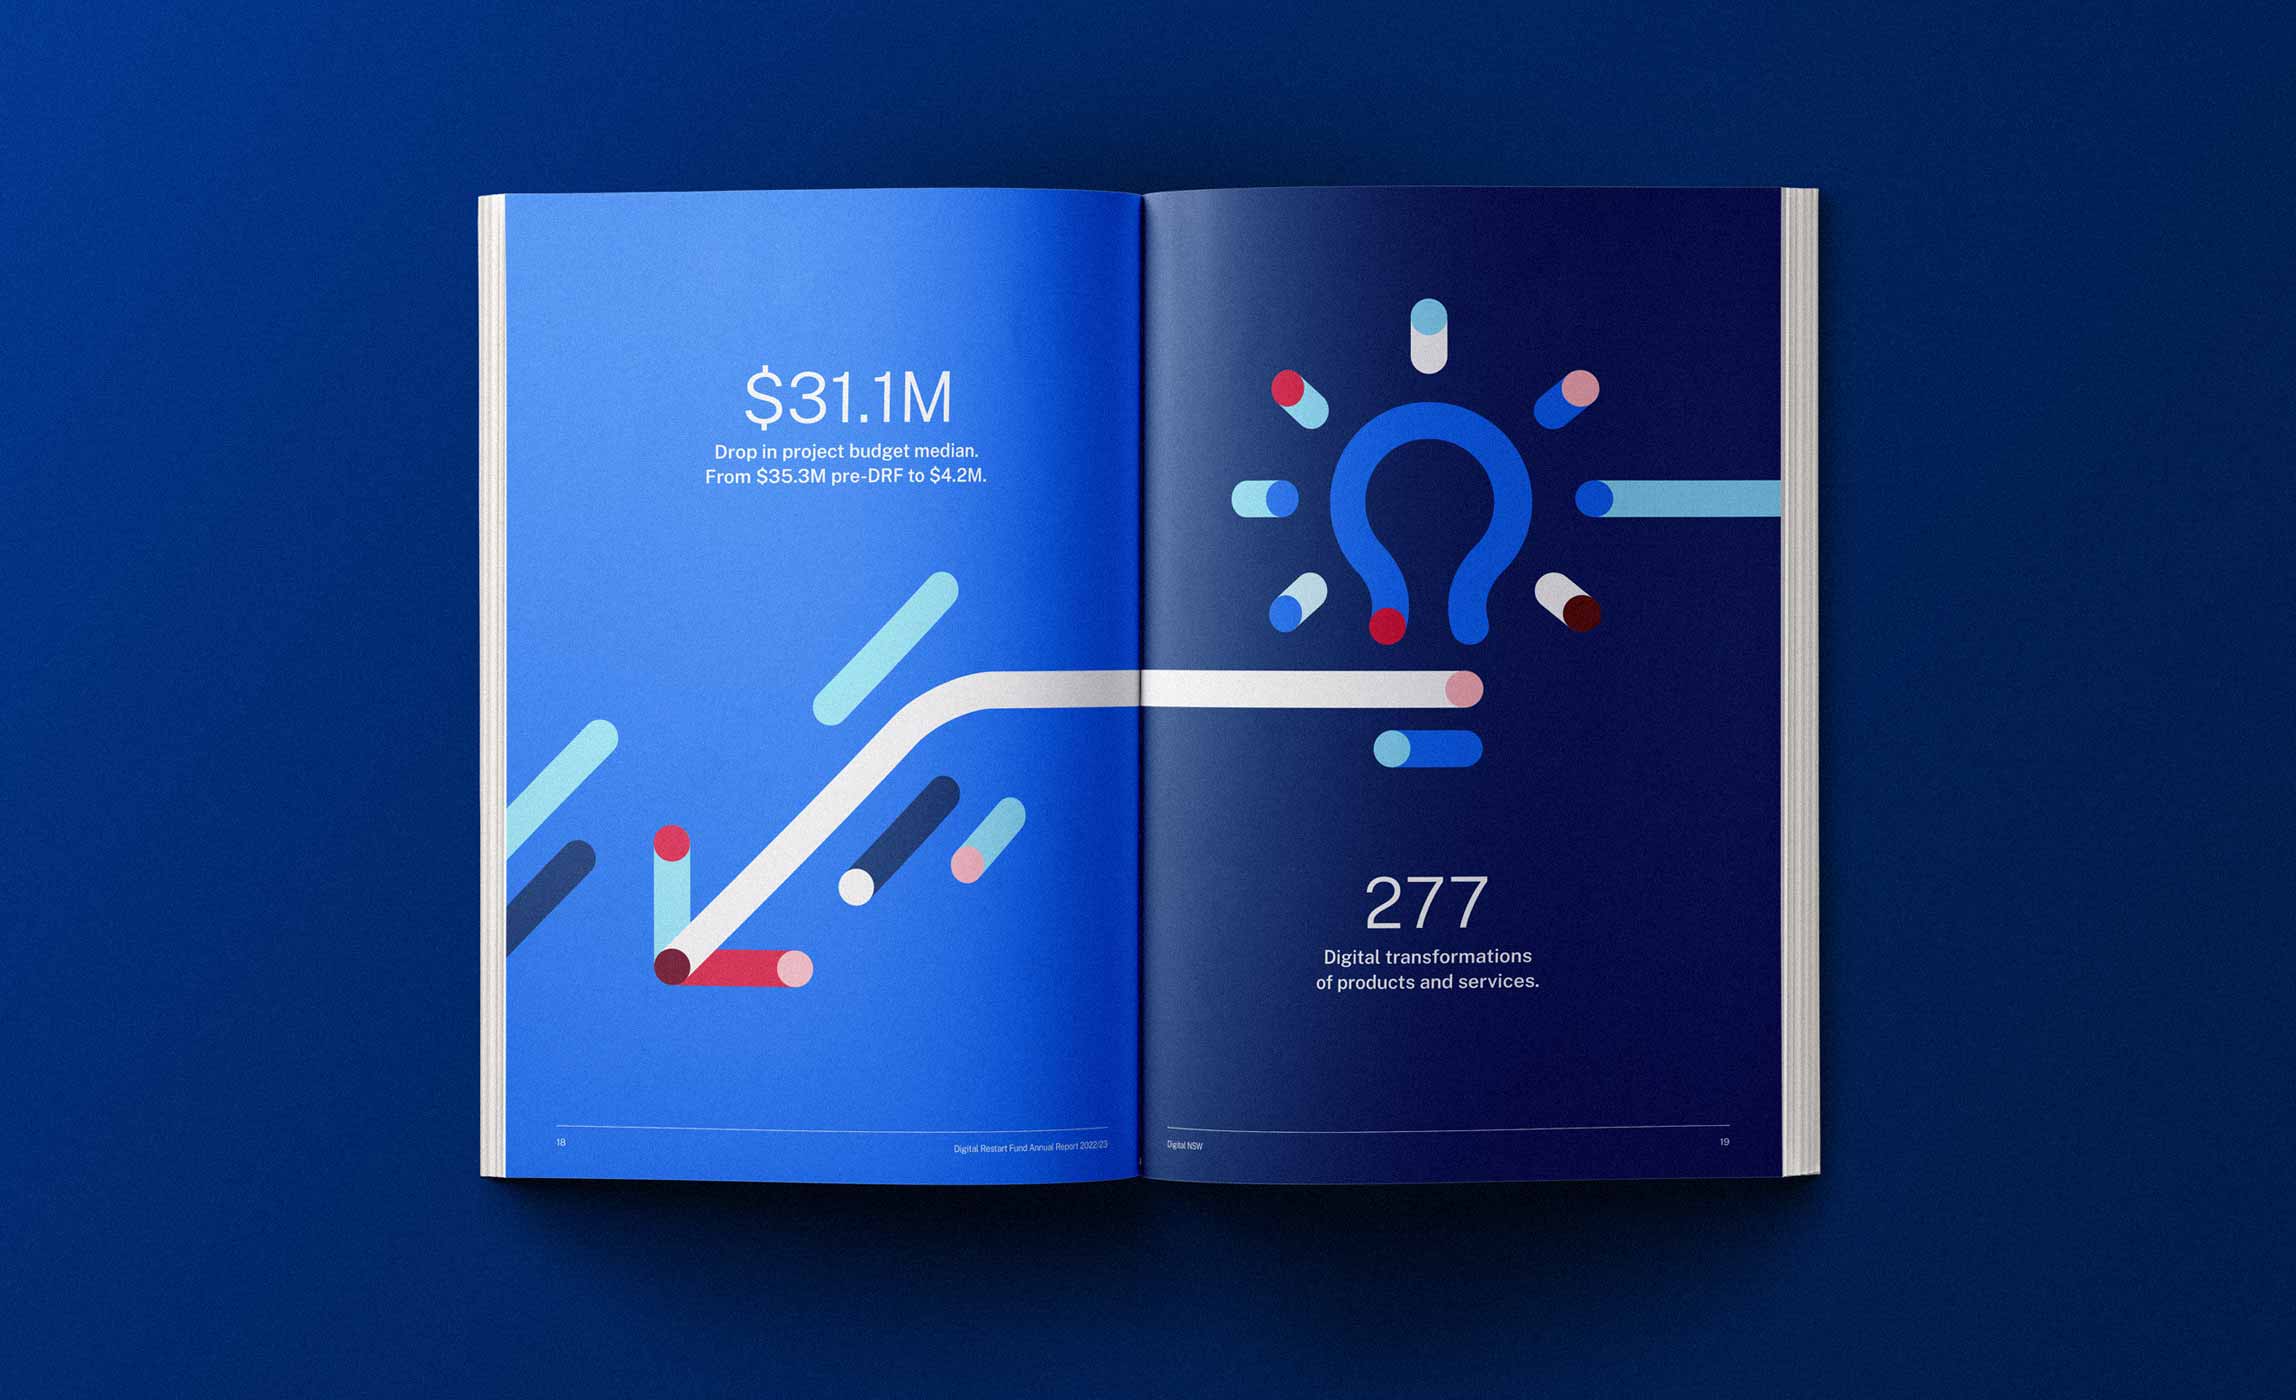 $31.1M
Drop in project budget median.
From $35.3M pre-DRF to $4.2M.
18
Digital Restart Fund Annual Report 2022/23
277
Digital transformations
of products and services.
Digital NSW
19